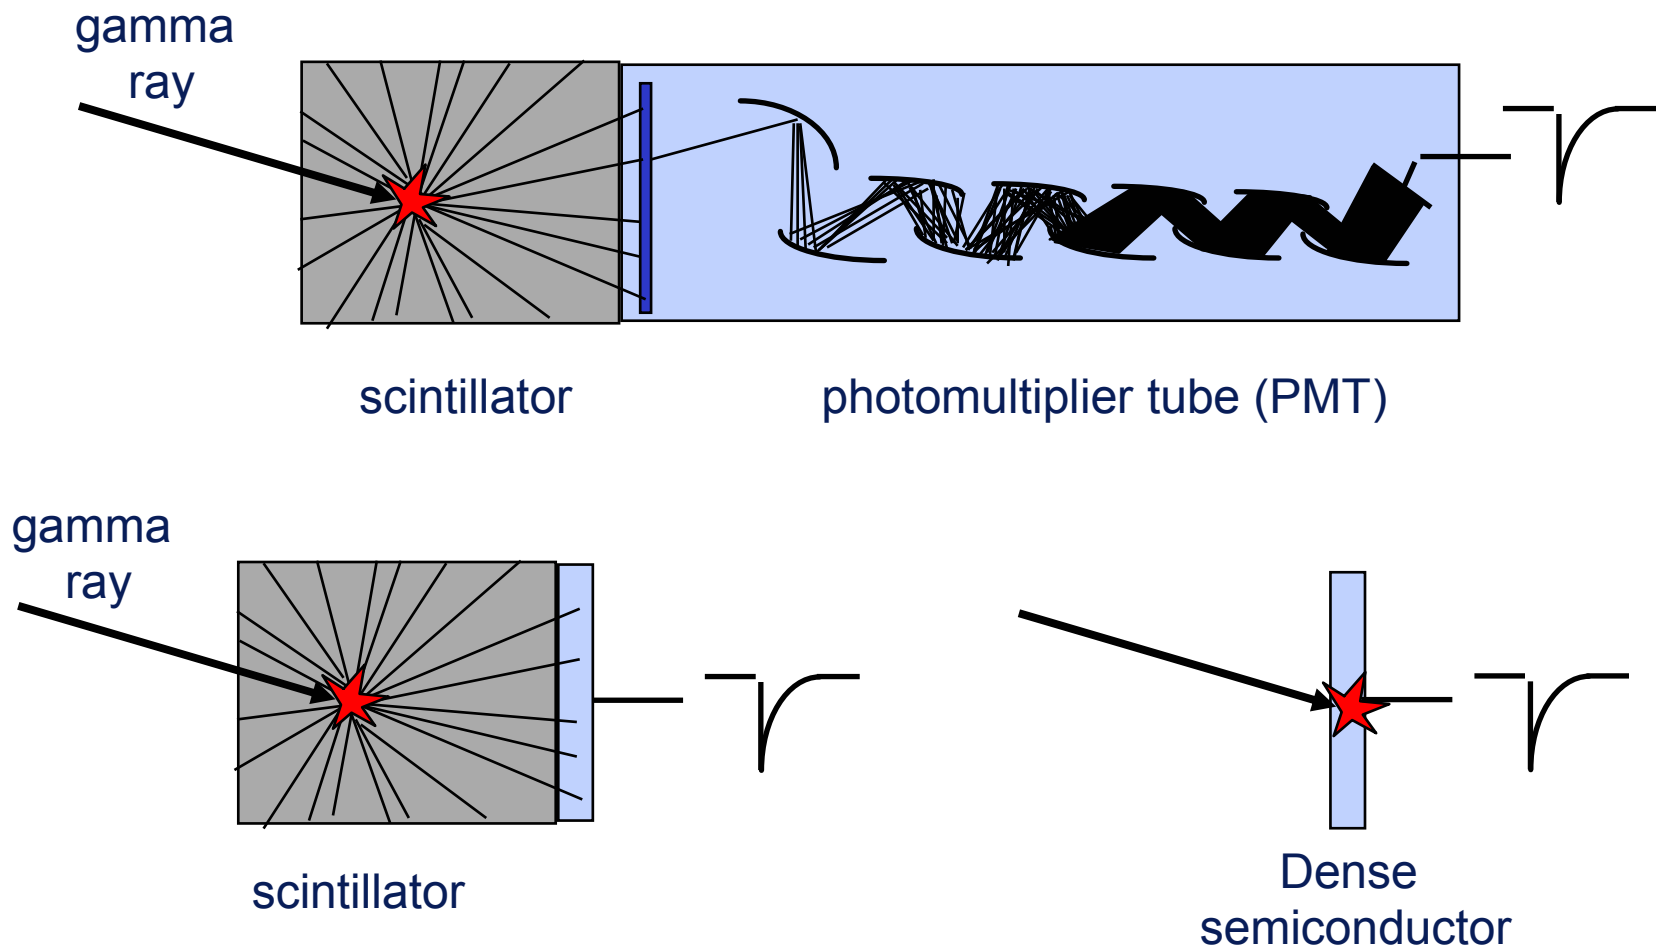 gamma
ray
scintillator
photomultiplier tube (PMT)
gamma
ray
scintillator
Dense
semiconductor